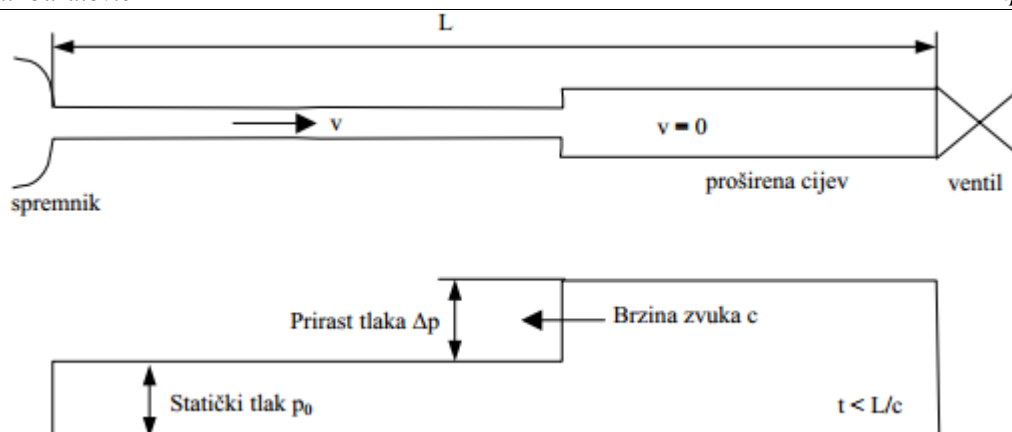 L
v
v = 0
proširena cijev
ventil
spremnik
Prirast tlaka Δp
Brzina zvuka c
Statički tlak p₀
t < L/c